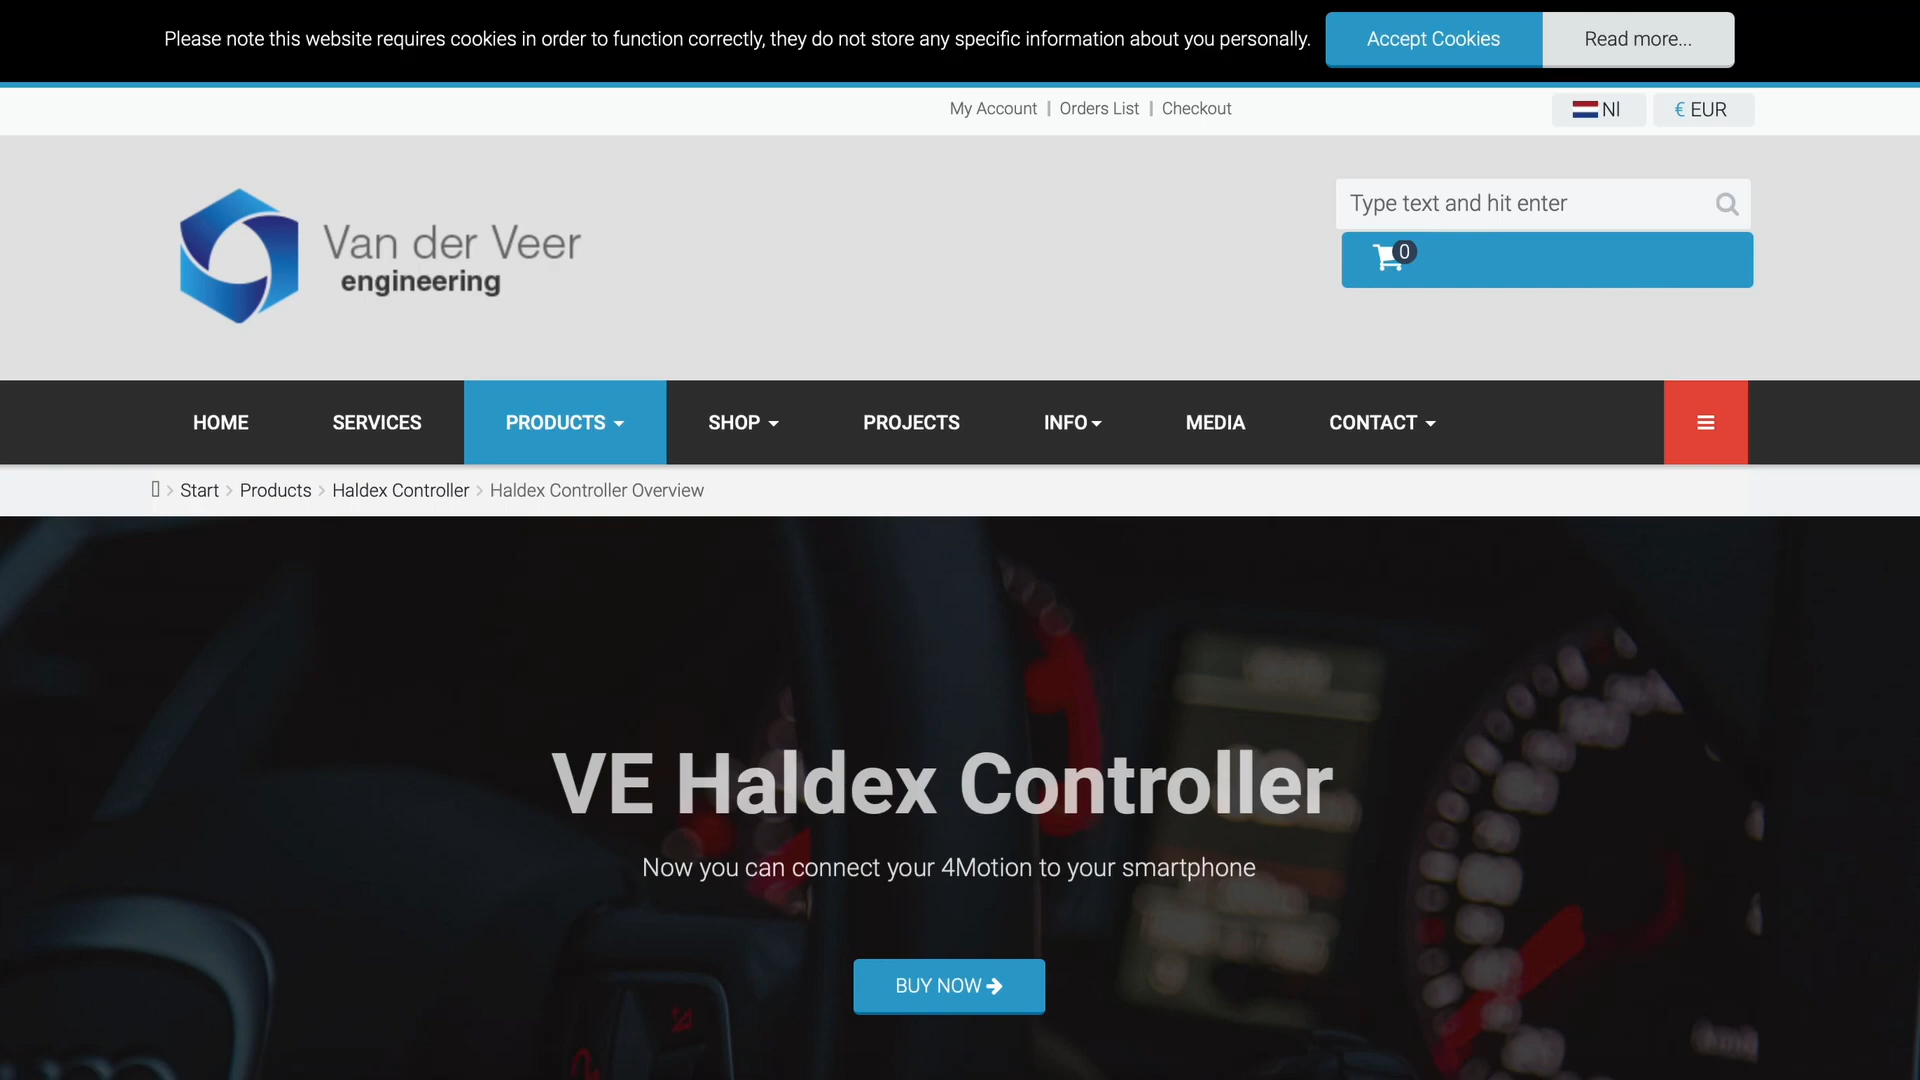 Please note this website requires cookies in order to function correctly, they do not store any specific information about you personally.
Accept Cookies
Read more...
My Account | Orders List | Checkout
Nl
€ EUR
Van der Veer
engineering
Type text and hit enter
0
HOME
SERVICES
PRODUCTS
SHOP
PROJECTS
INFO
MEDIA
CONTACT
Start > Products > Haldex Controller > Haldex Controller Overview
VE Haldex Controller
Now you can connect your 4Motion to your smartphone
BUY NOW